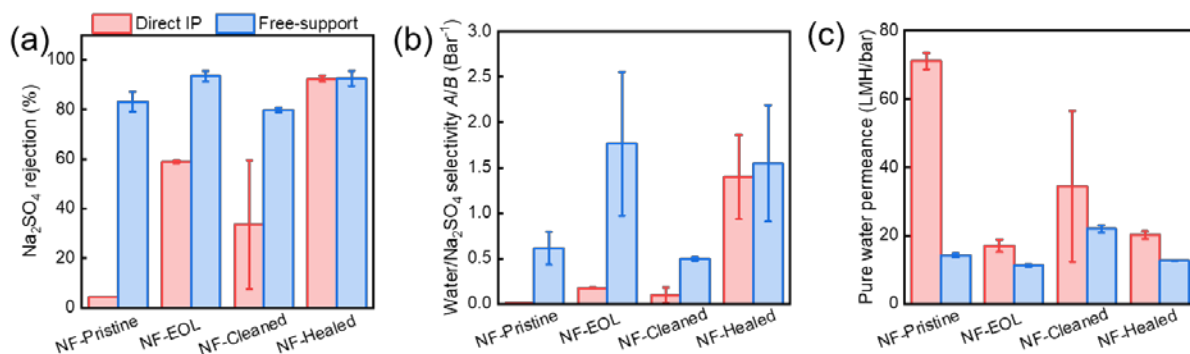 (a)
Direct IP
Free-support
Na2SO4 rejection (%)
100
80
60
40
20
0
NF-Pristine
NF-EOL
NF-Cleaned
NF-Healed
(b)
Water/Na2SO4 selectivity A/B (Bar-1)
3.0
2.5
2.0
1.5
1.0
0.5
0.0
NF-Pristine
NF-EOL
NF-Cleaned
NF-Healed
(c)
Pure water permeance (LMH/bar)
80
60
40
20
0
NF-Pristine
NF-EOL
NF-Cleaned
NF-Healed